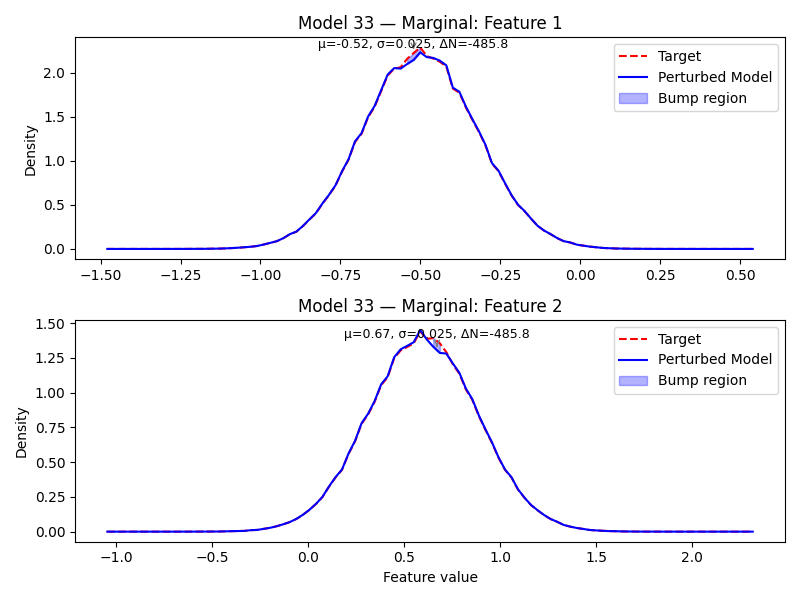 Model 33 — Marginal: Feature 1
μ=-0.52, σ=0.025, ΔN=-485.8
Target
Perturbed Model
Bump region
Density
2.0
1.5
1.0
0.5
0.0
−1.50
−1.25
−1.00
−0.75
−0.50
−0.25
0.00
0.25
0.50
Model 33 — Marginal: Feature 2
μ=0.67, σ=0.025, ΔN=-485.8
Target
Perturbed Model
Bump region
Density
1.50
1.25
1.00
0.75
0.50
0.25
0.00
−1.0
−0.5
0.0
0.5
1.0
1.5
2.0
Feature value